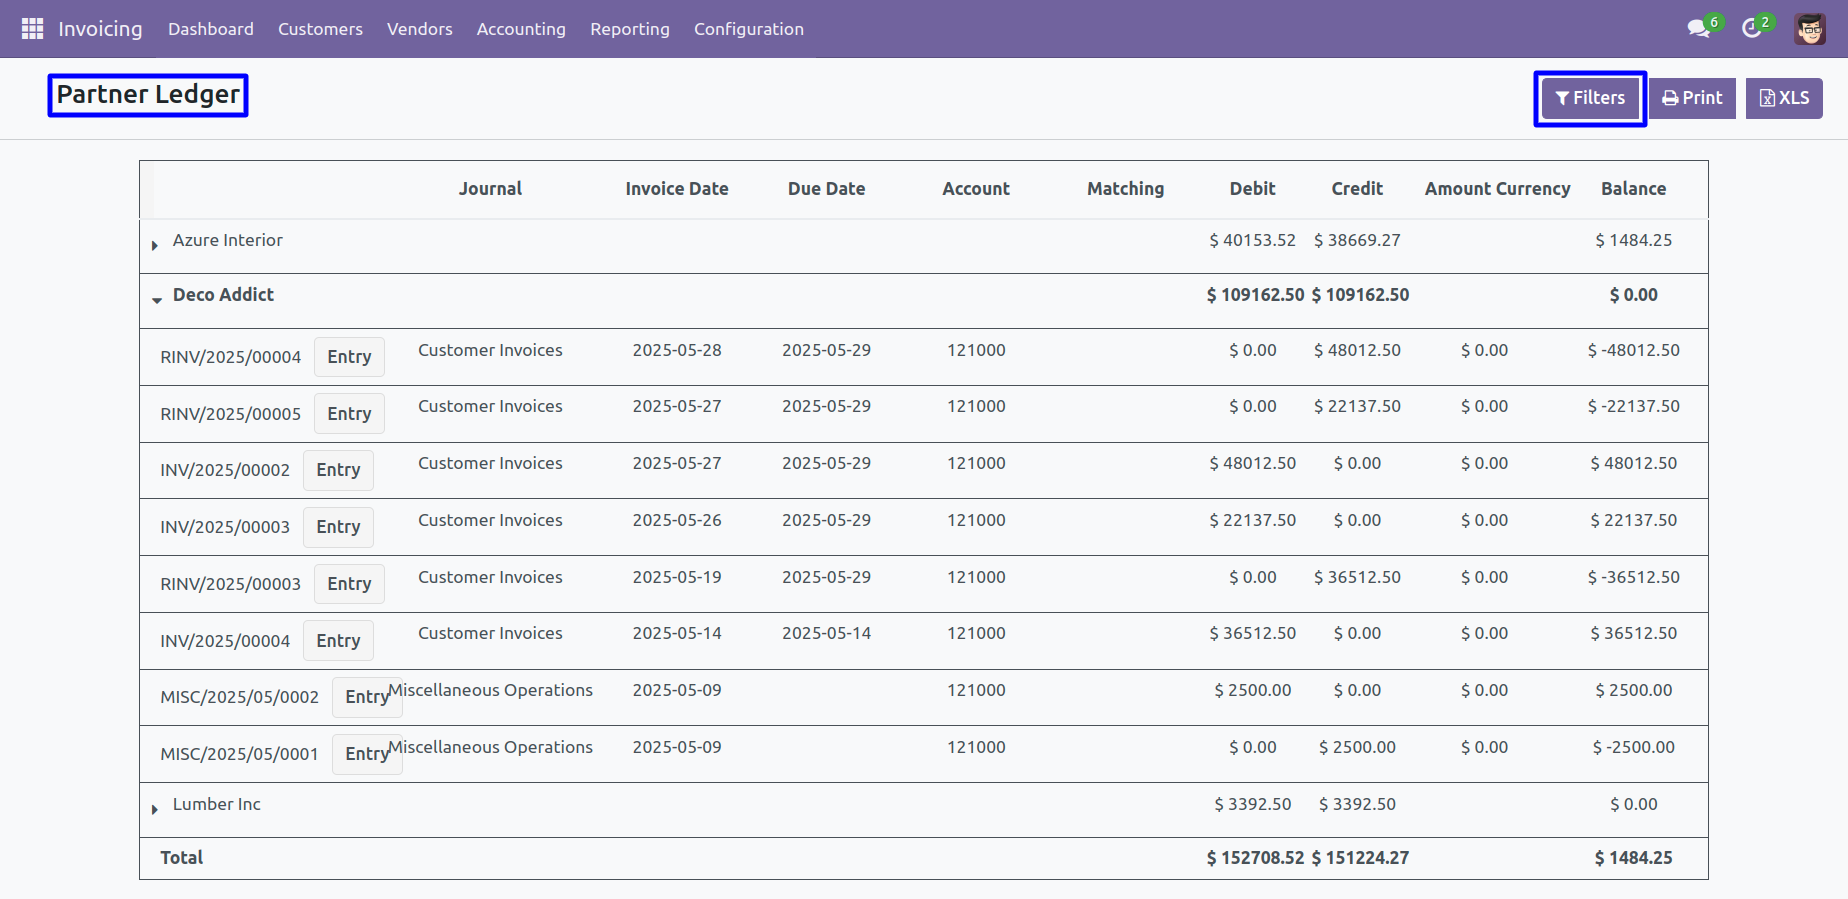 Invoicing Dashboard Customers Vendors Accounting Reporting Configuration 6 2
Partner Ledger Filters Print XLS
Journal Invoice Date Due Date Account Matching Debit Credit Amount Currency Balance
Azure Interior $ 40153.52 $ 38669.27 $ 1484.25
Deco Addict $ 109162.50 $ 109162.50 $ 0.00
RINV/2025/00004 Entry Customer Invoices 2025-05-28 2025-05-29 121000 $ 0.00 $ 48012.50 $ 0.00 $ -48012.50
RINV/2025/00005 Entry Customer Invoices 2025-05-27 2025-05-29 121000 $ 0.00 $ 22137.50 $ 0.00 $ -22137.50
INV/2025/00002 Entry Customer Invoices 2025-05-27 2025-05-29 121000 $ 48012.50 $ 0.00 $ 0.00 $ 48012.50
INV/2025/00003 Entry Customer Invoices 2025-05-26 2025-05-29 121000 $ 22137.50 $ 0.00 $ 0.00 $ 22137.50
RINV/2025/00003 Entry Customer Invoices 2025-05-19 2025-05-29 121000 $ 0.00 $ 36512.50 $ 0.00 $ -36512.50
INV/2025/00004 Entry Customer Invoices 2025-05-14 2025-05-14 121000 $ 36512.50 $ 0.00 $ 0.00 $ 36512.50
MISC/2025/05/0002 Entry Miscellaneous Operations 2025-05-09 121000 $ 2500.00 $ 0.00 $ 0.00 $ 2500.00
MISC/2025/05/0001 Entry Miscellaneous Operations 2025-05-09 121000 $ 0.00 $ 2500.00 $ 0.00 $ -2500.00
Lumber Inc $ 3392.50 $ 3392.50 $ 0.00
Total $ 152708.52 $ 151224.27 $ 1484.25